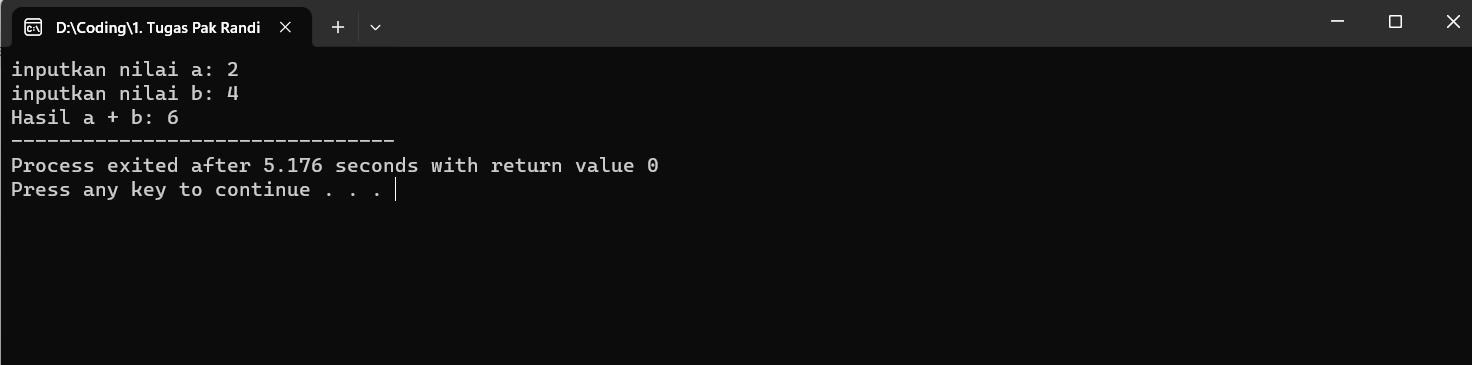 D:\Coding\1. Tugas Pak Randi
inputkan nilai a: 2
inputkan nilai b: 4
Hasil a + b: 6
--------------------------------
Process exited after 5.176 seconds with return value 0
Press any key to continue . . .